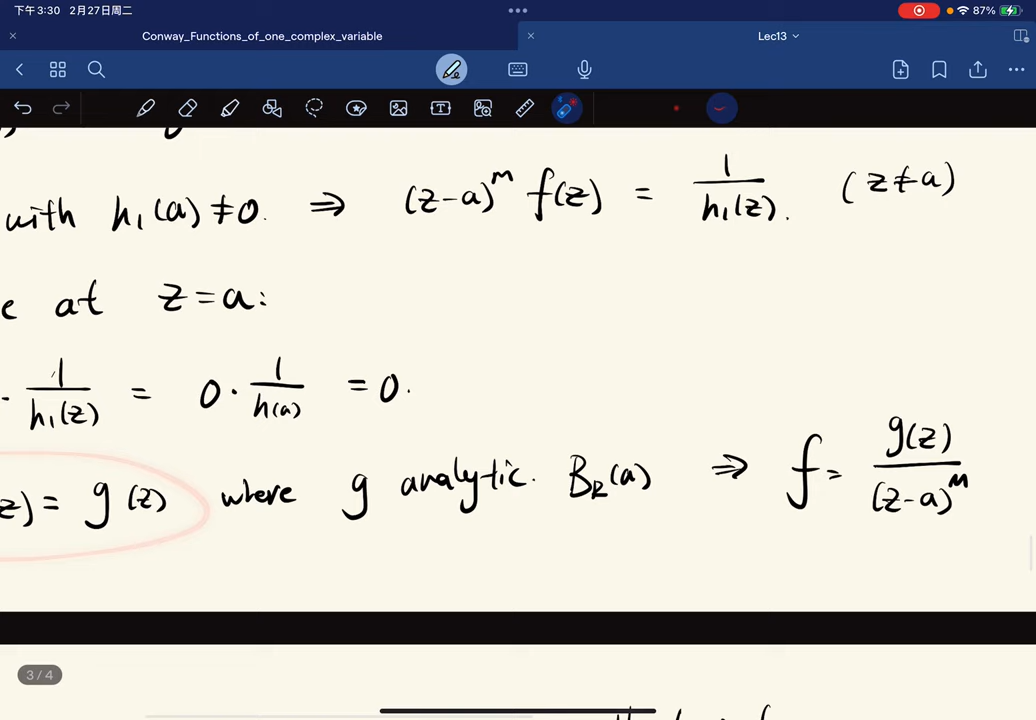 下午3:30 2月27日周二
87%
Conway_Functions_of_one_complex_variable
Lec13
with h₁(a)≠0. ⇒ (z-a)^m f(z) = 1/h₁(z). (z≠a)
e at z=a:
· 1/h₁(z) = 0 · 1/h(a) = 0.
z) = g(z) where g analytic. B_R(a) ⇒ f = g(z)/(z-a)^m
3 / 4